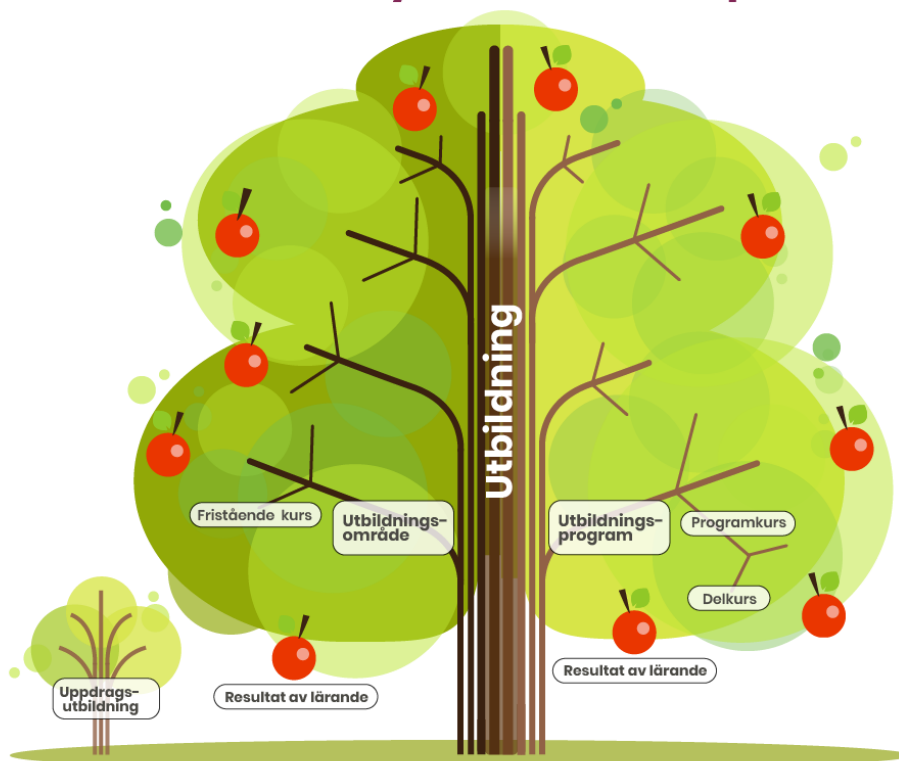 Utbildning
Fristående kurs
Utbildnings-
område
Utbildnings-
program
Programkurs
Delkurs
Resultat av lärande
Uppdrags-
utbildning
Resultat av lärande